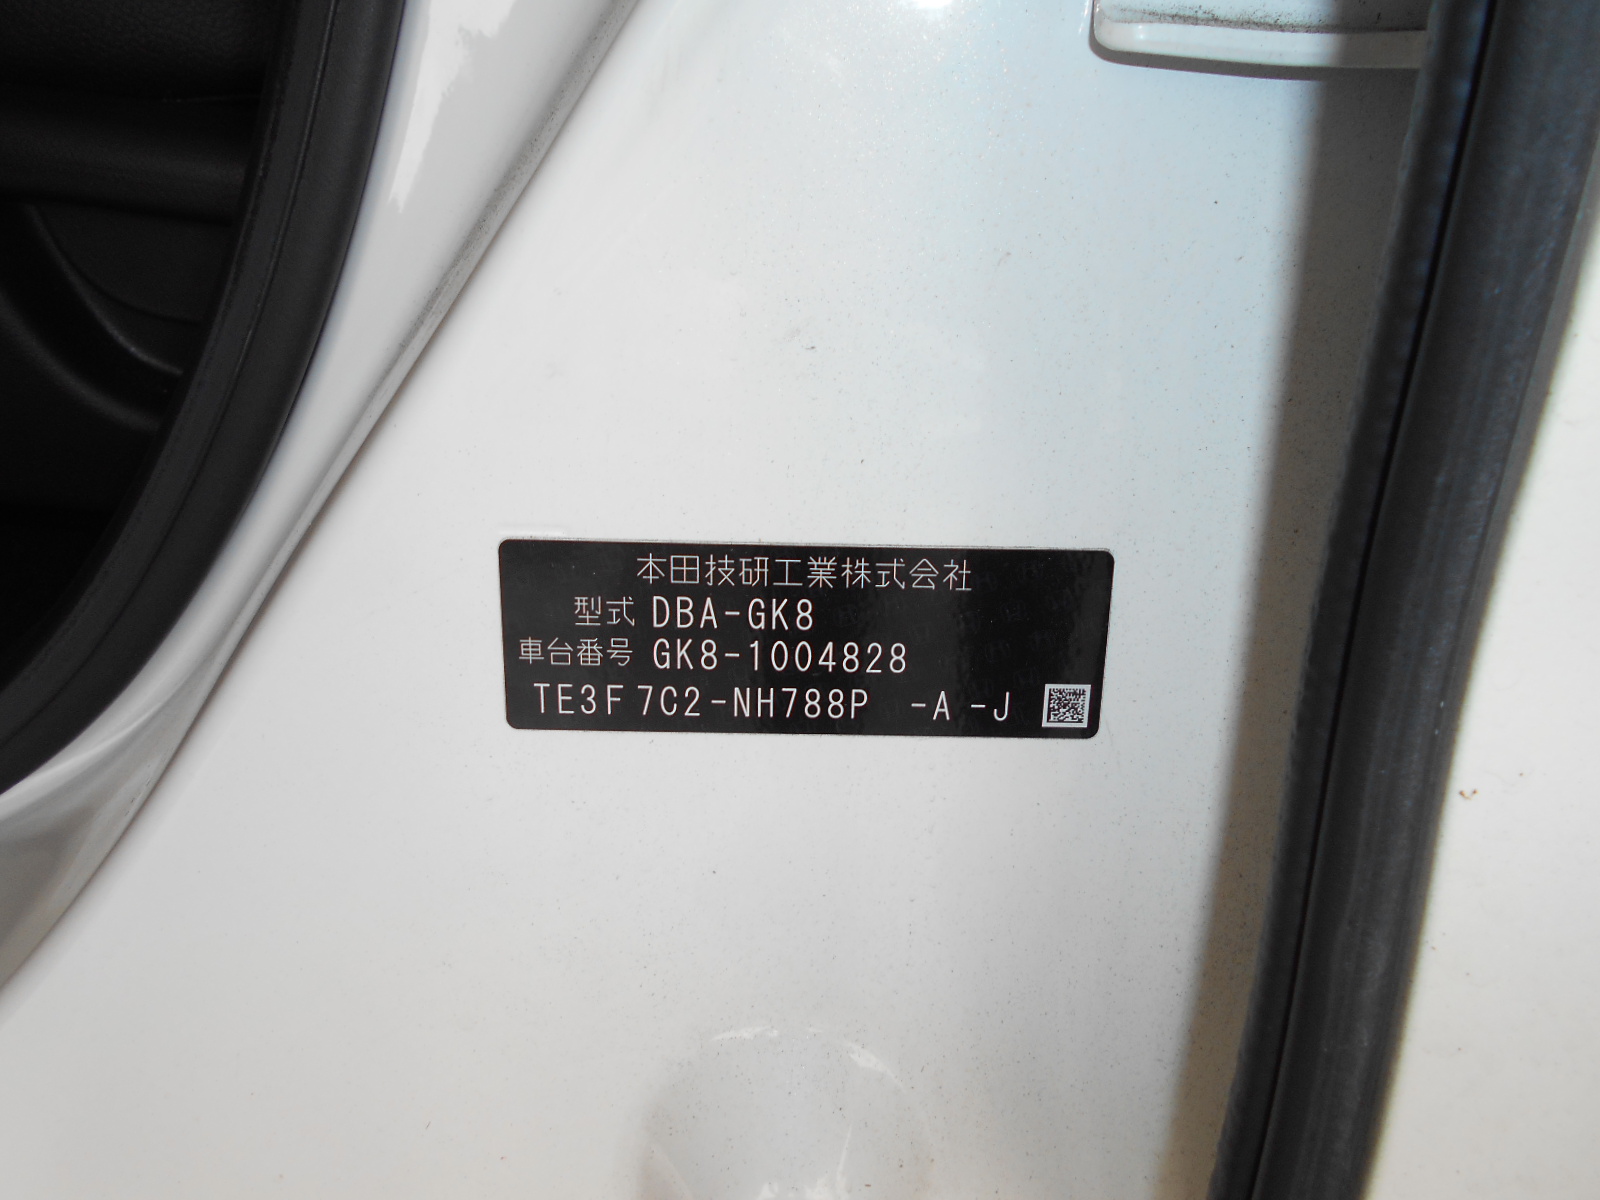 本田技研工業株式会社
型式 DBA-GK8
車台番号 GK8-1004828
TE3F7C2-NH788P -A -J